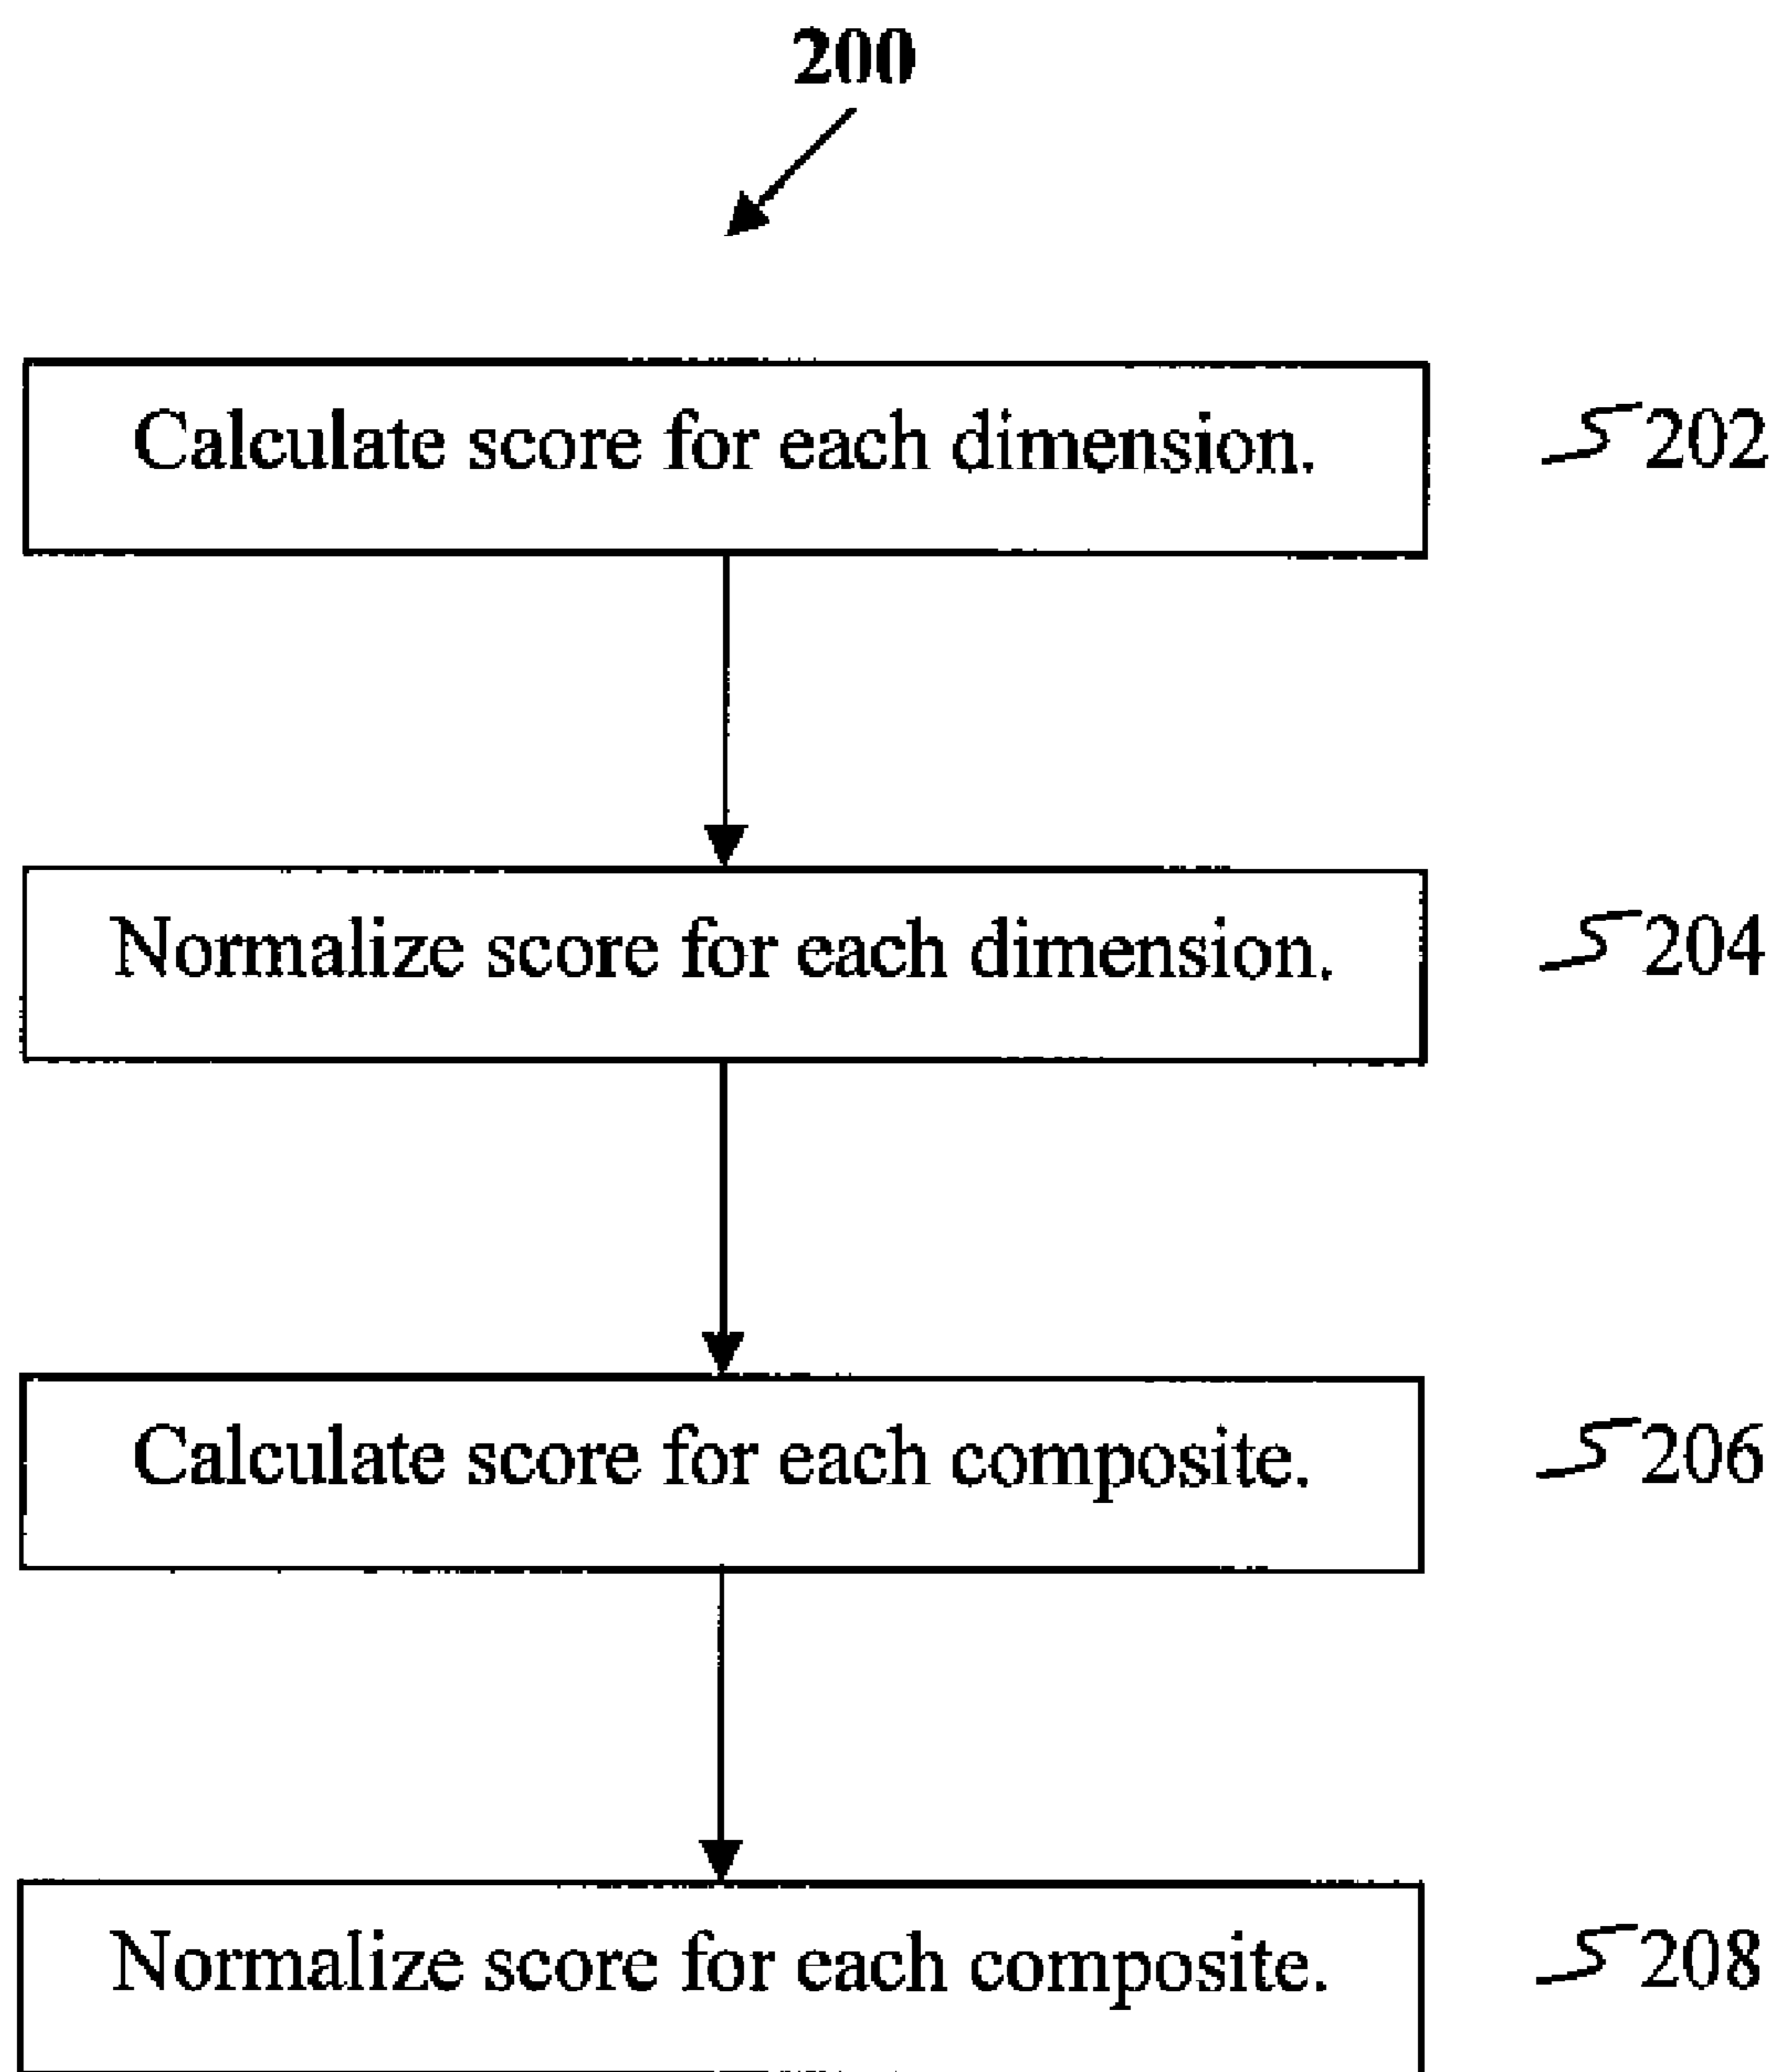 200
Calculate score for each dimension. 202
Normalize score for each dimension. 204
Calculate score for each composite. 206
Normalize score for each composite. 208